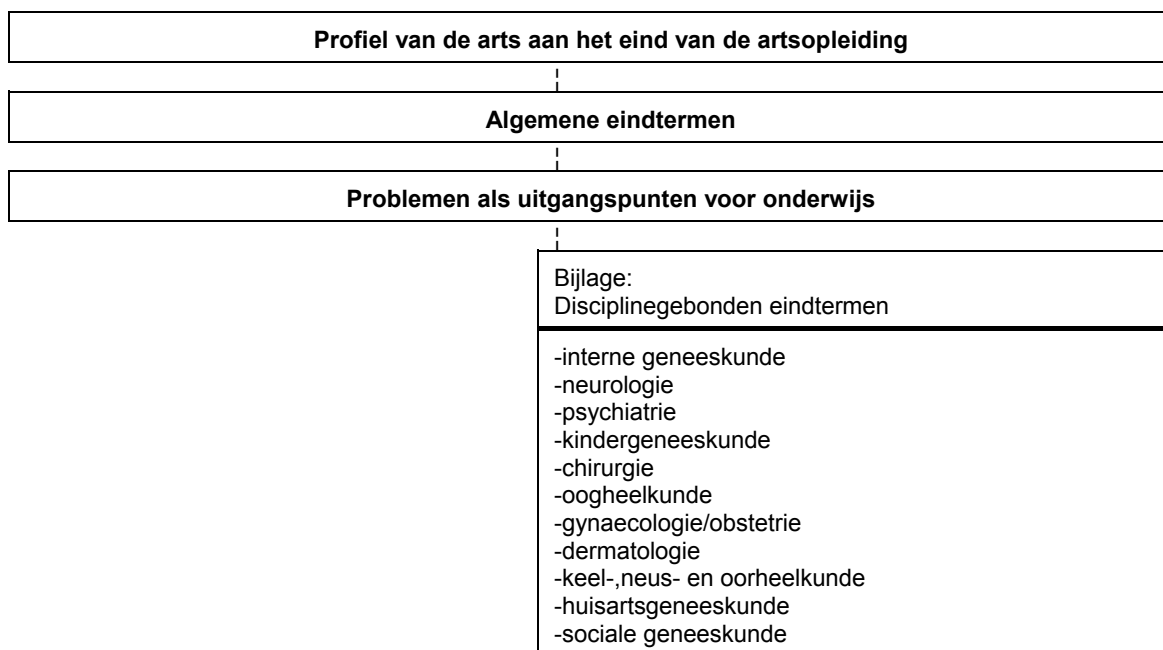 Profiel van de arts aan het eind van de artsopleiding
Algemene eindtermen
Problemen als uitgangspunten voor onderwijs
Bijlage:
Disciplinegebonden eindtermen
-interne geneeskunde
-neurologie
-psychiatrie
-kindergeneeskunde
-chirurgie
-oogheelkunde
-gynaecologie/obstetrie
-dermatologie
-keel-,neus- en oorheelkunde
-huisartsgeneeskunde
-sociale geneeskunde